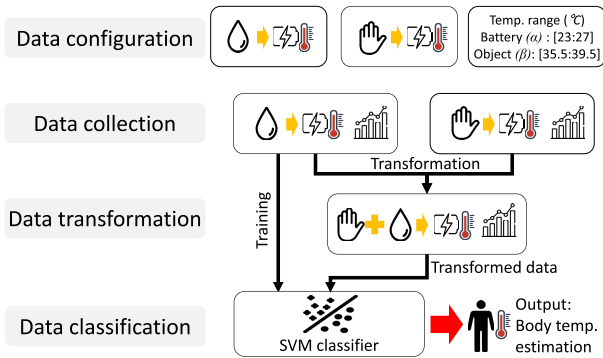 Data configuration
Temp. range (℃)
Battery (α) : [23:27]
Object (β): [35.5:39.5]
Data collection
Transformation
Training
Data transformation
Transformed data
Data classification
SVM classifier
Output:
Body temp.
estimation